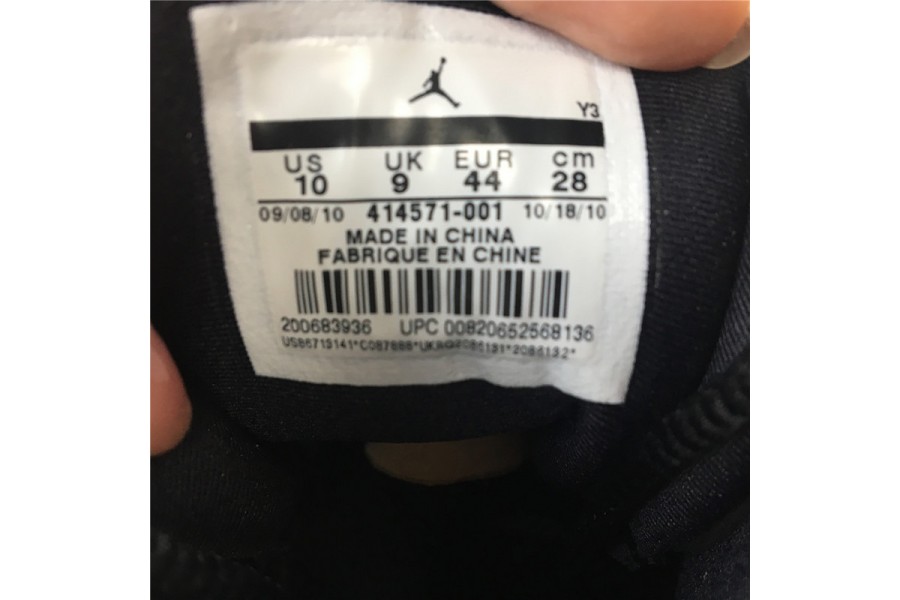 Y3
US UK EUR cm
10 9 44 28
09/08/10 414571-001 10/18/10
MADE IN CHINA
FABRIQUE EN CHINE
200683936 UPC 00820652568136